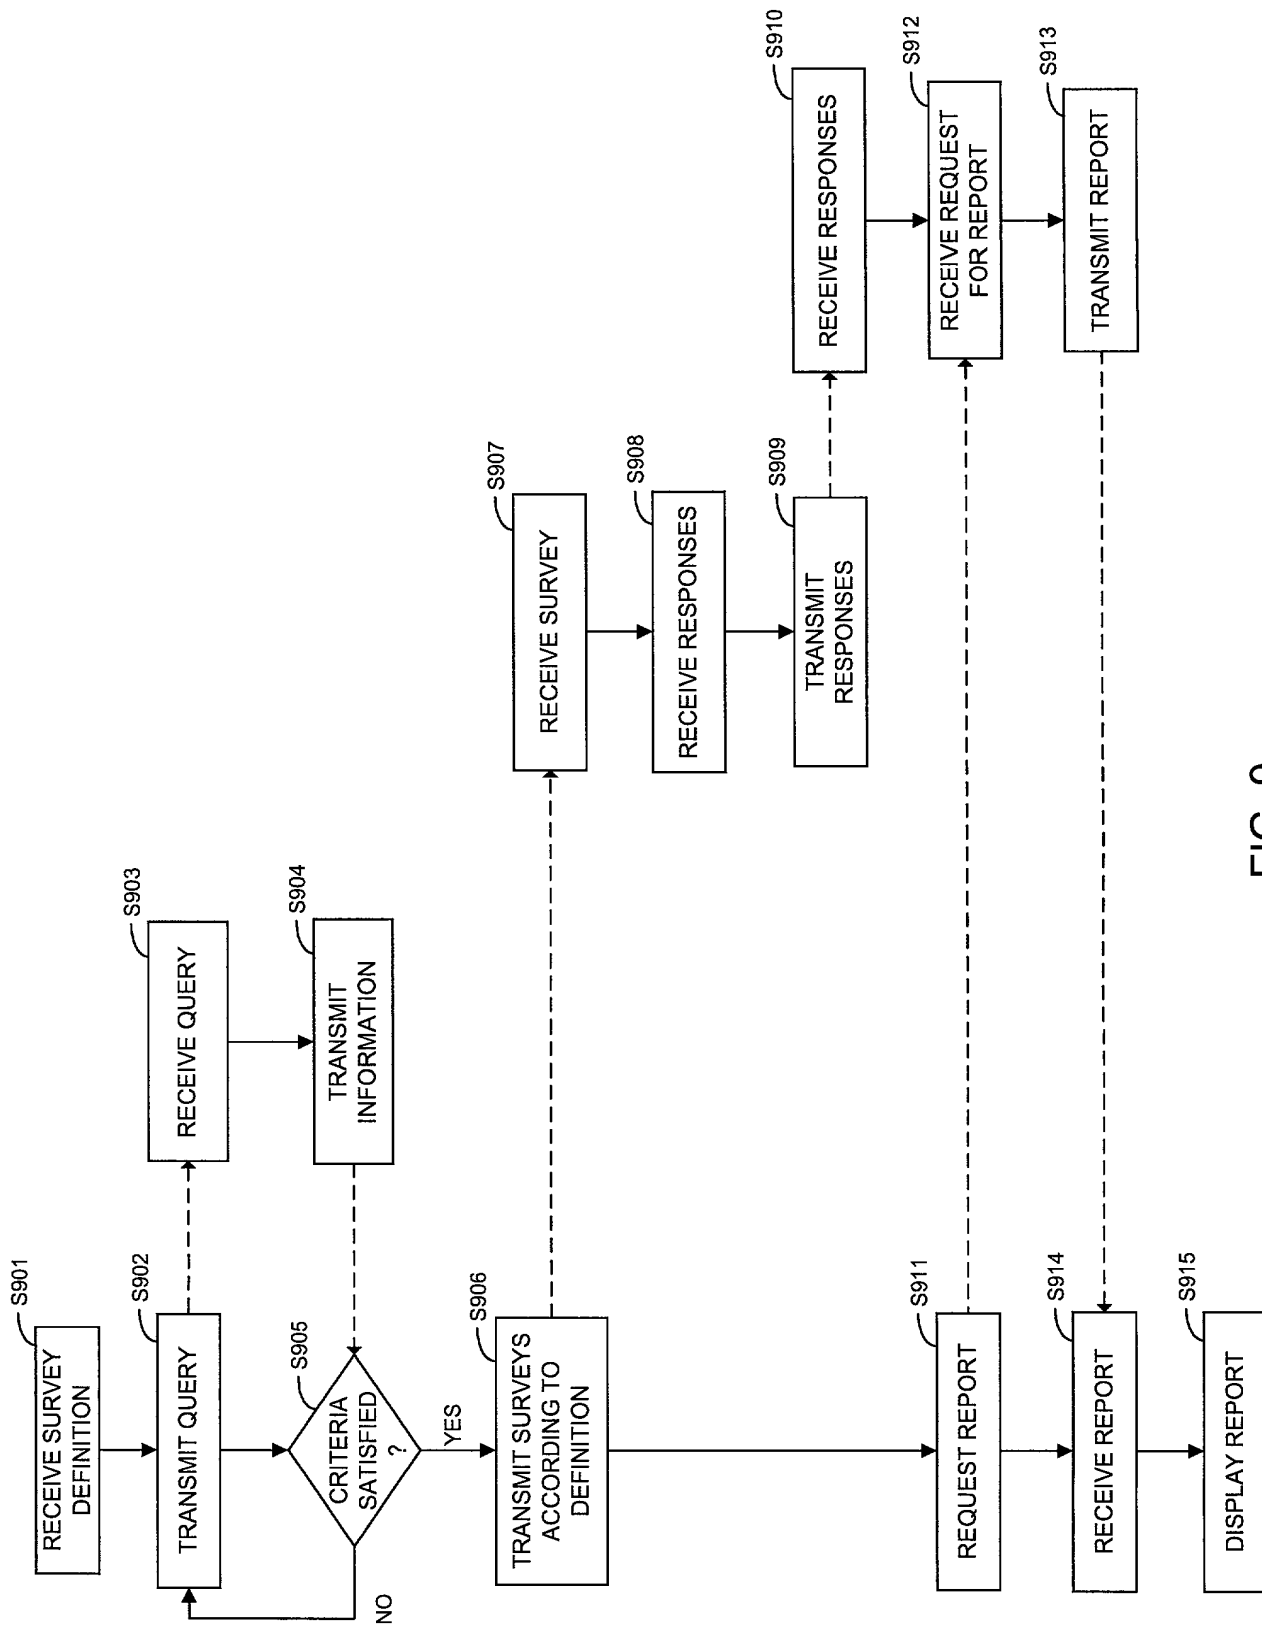 S901
RECEIVE SURVEY
DEFINITION
S902
TRANSMIT QUERY
S903
RECEIVE QUERY
S904
TRANSMIT
INFORMATION
S905
CRITERIA
SATISFIED
?
NO
YES
S906
TRANSMIT SURVEYS
ACCORDING TO
DEFINITION
S907
RECEIVE SURVEY
S908
RECEIVE RESPONSES
S909
TRANSMIT
RESPONSES
S910
RECEIVE RESPONSES
S911
REQUEST REPORT
S912
RECEIVE REQUEST
FOR REPORT
S913
TRANSMIT REPORT
S914
RECEIVE REPORT
S915
DISPLAY REPORT
FIG.